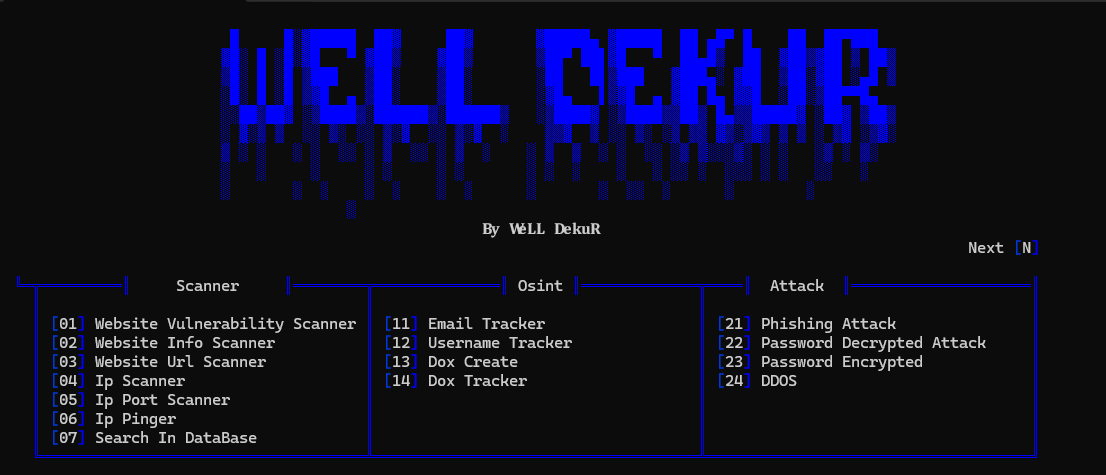 WELL DEKUR
By WeLL DekuR
Next [N]
Scanner
Osint
Attack
[01] Website Vulnerability Scanner
[02] Website Info Scanner
[03] Website Url Scanner
[04] Ip Scanner
[05] Ip Port Scanner
[06] Ip Pinger
[07] Search In DataBase
[11] Email Tracker
[12] Username Tracker
[13] Dox Create
[14] Dox Tracker
[21] Phishing Attack
[22] Password Decrypted Attack
[23] Password Encrypted
[24] DDOS